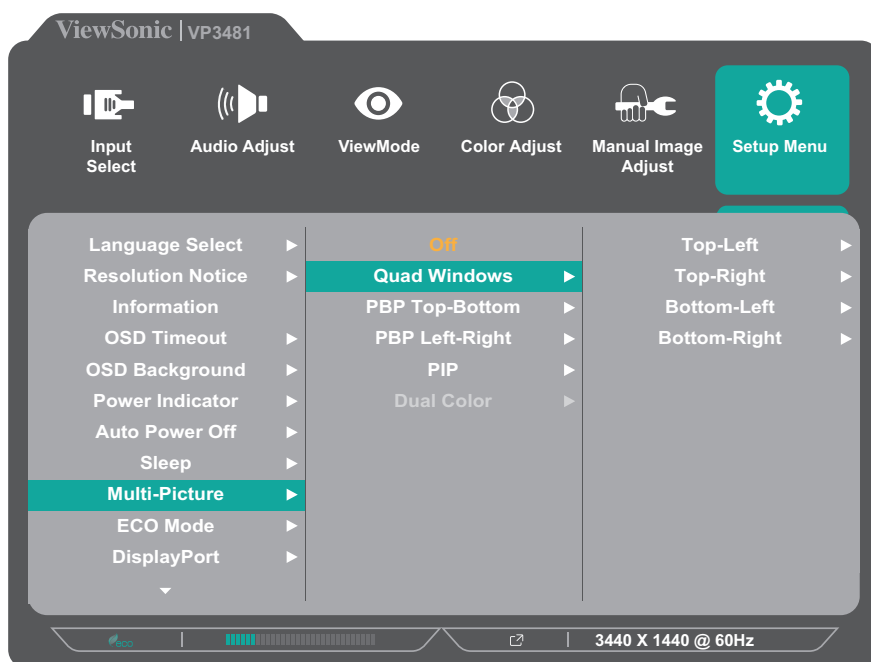 ViewSonic | VP3481
Input
Select
Audio Adjust
ViewMode
Color Adjust
Manual Image
Adjust
Setup Menu
Language Select
Resolution Notice
Information
OSD Timeout
OSD Background
Power Indicator
Auto Power Off
Sleep
Multi-Picture
ECO Mode
DisplayPort
Off
Quad Windows
PBP Top-Bottom
PBP Left-Right
PIP
Dual Color
Top-Left
Top-Right
Bottom-Left
Bottom-Right
eco
3440 X 1440 @ 60Hz